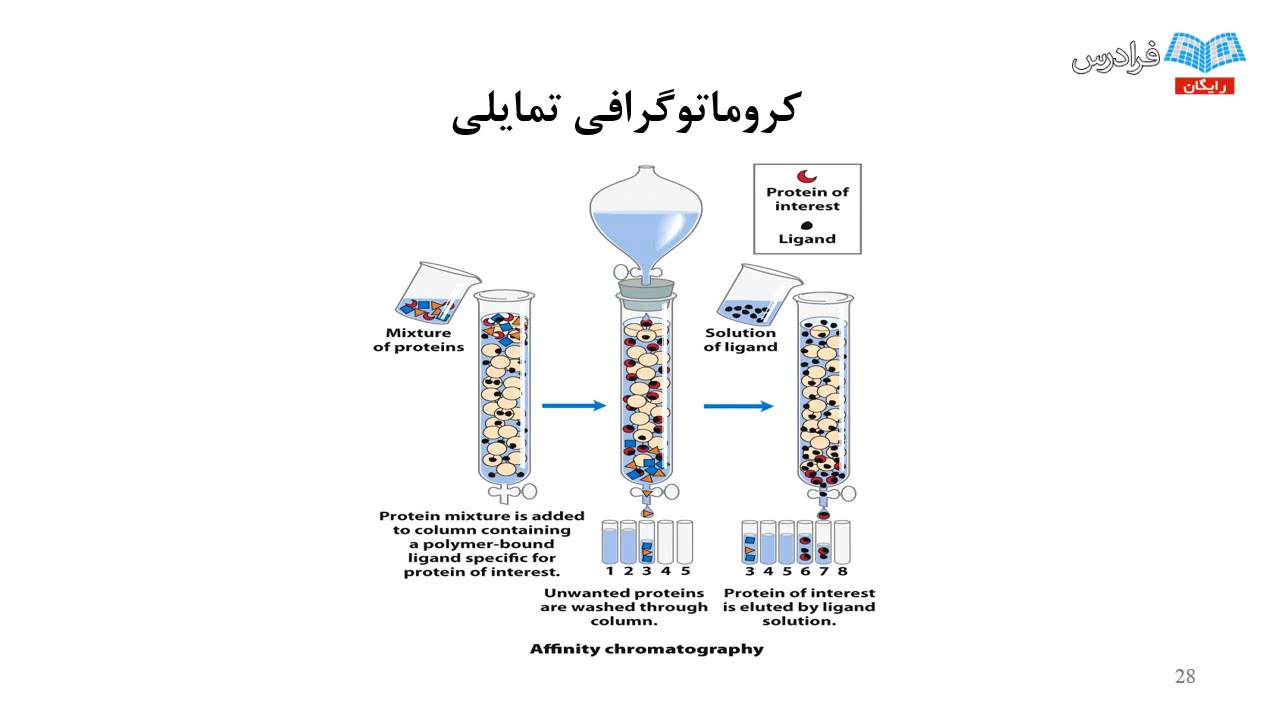 فرادرس
رایگان
کروماتوگرافی تمایلی
Protein of
interest
Ligand
Mixture
of proteins
Solution
of ligand
Protein mixture is added
to column containing
a polymer-bound
ligand specific for
protein of interest.
1 2 3 4 5
3 4 5 6 7 8
Unwanted proteins
are washed through
column.
Protein of interest
is eluted by ligand
solution.
Affinity chromatography
28